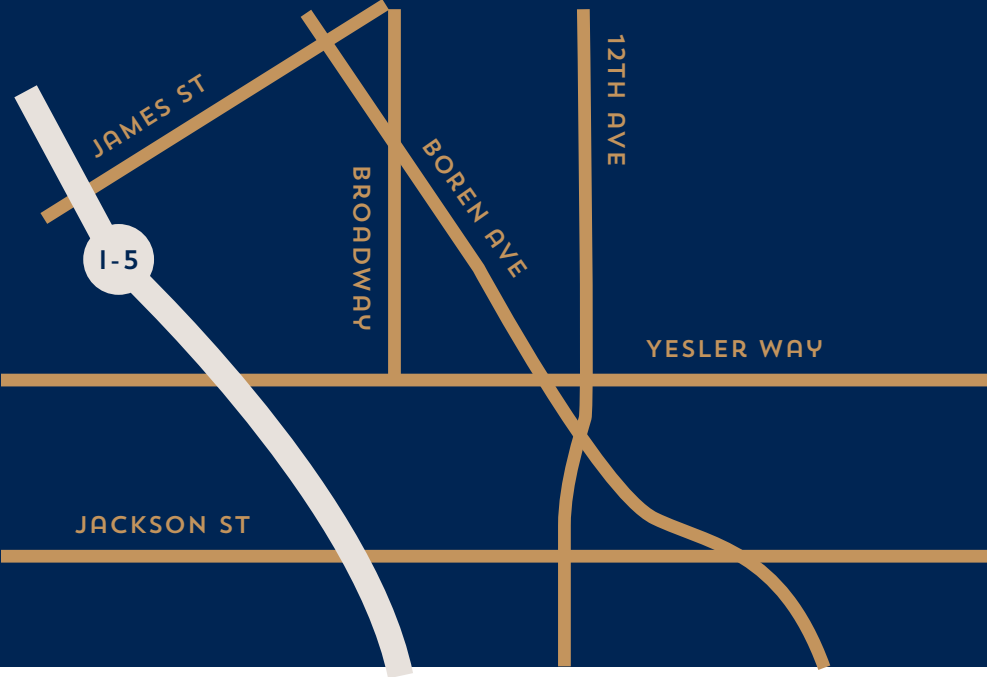 12TH AVE
JAMES ST
BOREN AVE
BROADWAY
I-5
YESLER WAY
JACKSON ST